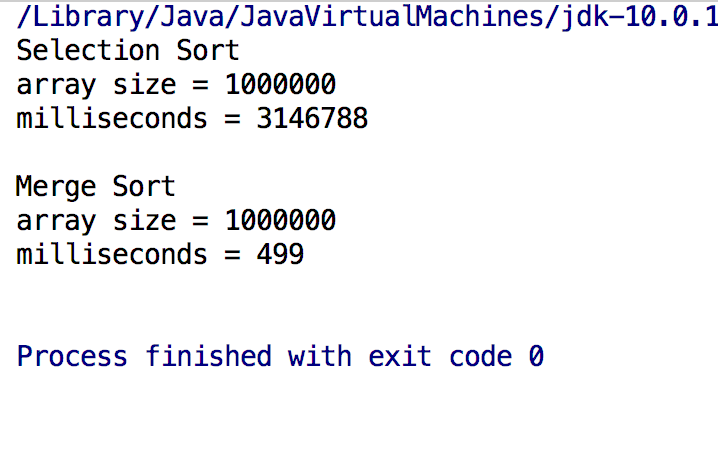 /Library/Java/JavaVirtualMachines/jdk-10.0.1
Selection Sort
array size = 1000000
milliseconds = 3146788
Merge Sort
array size = 1000000
milliseconds = 499
Process finished with exit code 0